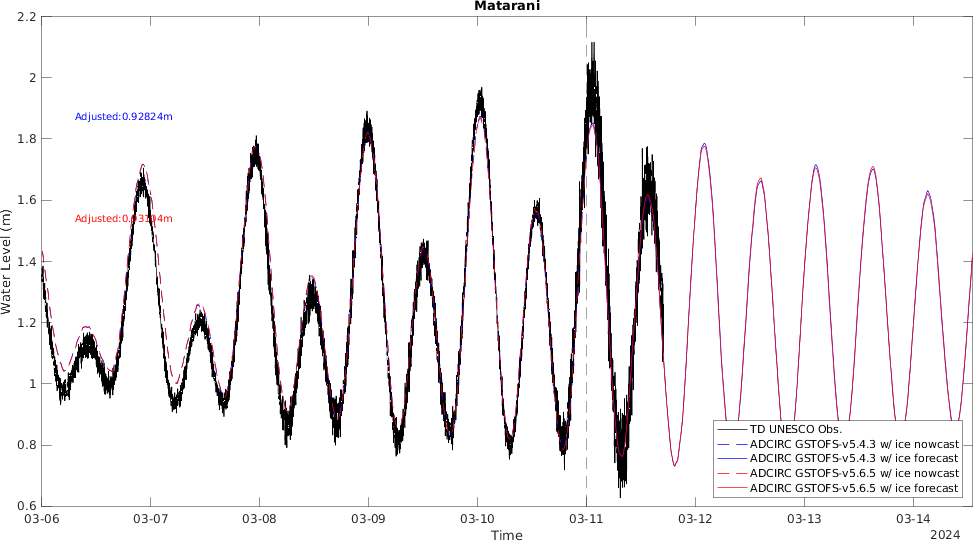 Matarani
Water Level (m)
2.2
2
1.8
1.6
1.4
1.2
1
0.8
0.6
Adjusted:0.92824m
TD UNESCO Obs.
ADCIRC GSTOFS-v5.4.3 w/ ice nowcast
ADCIRC GSTOFS-v5.4.3 w/ ice forecast
ADCIRC GSTOFS-v5.6.5 w/ ice nowcast
ADCIRC GSTOFS-v5.6.5 w/ ice forecast
03-06 03-07 03-08 03-09 03-10 03-11 03-12 03-13 03-14
Time
2024